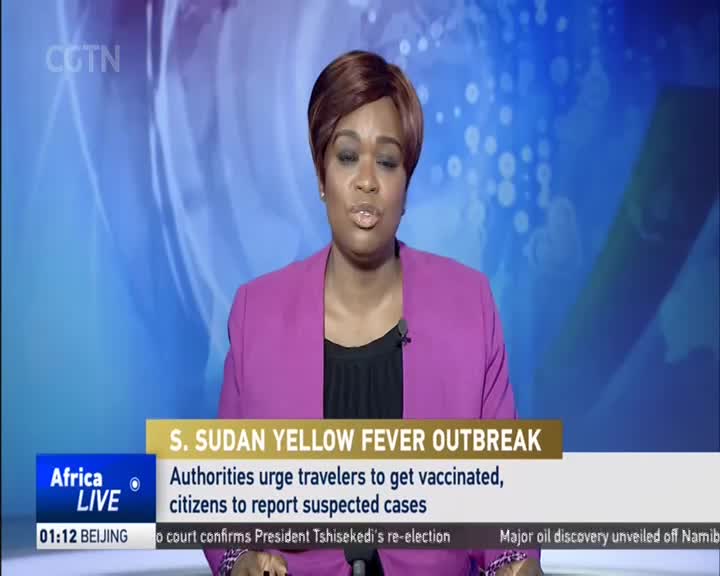 CGTN
S. SUDAN YELLOW FEVER OUTBREAK
Africa
LIVE
Authorities urge travelers to get vaccinated,
citizens to report suspected cases
01:12 BEIJING
o court confirms President Tshisekedi's re-election
Major oil discovery unveiled off Namib